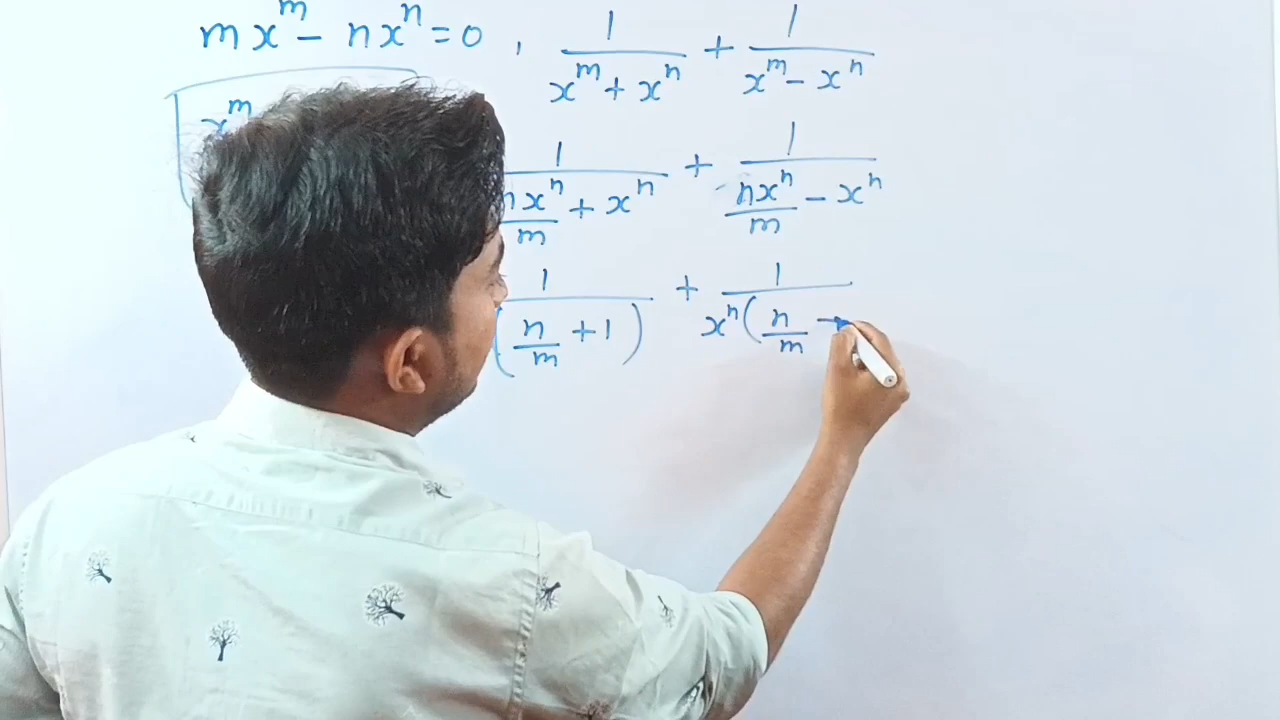 mx^m - nx^n = 0 , 1/(x^m + x^n) + 1/(x^m - x^n)
x^m
1/(nx^n/m + x^n) + 1/(nx^n/m - x^n)
1/(n/m + 1) + 1/x^n(n/m -